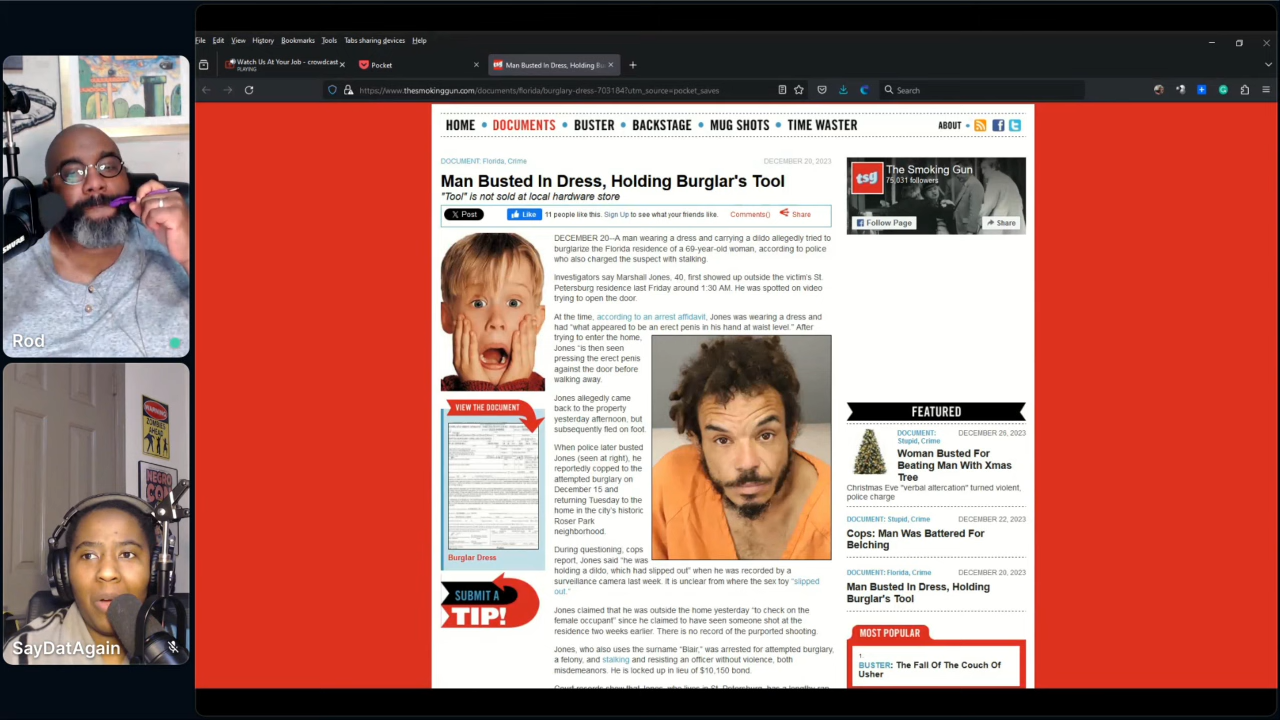 File Edit View History Bookmarks Tools Tabs sharing devices Help
Watch Us At Your Job - crowdcast
PLAYING
Pocket
Man Busted In Dress, Holding Bu
https://www.thesmokinggun.com/documents/florida/burglary-dress-703184?utm_source=pocket_saves
Search
HOME • DOCUMENTS • BUSTER • BACKSTAGE • MUG SHOTS • TIME WASTER
ABOUT •
DOCUMENT: Florida, Crime
DECEMBER 20, 2023
Man Busted In Dress, Holding Burglar's Tool
"Tool" is not sold at local hardware store
X Post
Like
11 people like this. Sign Up to see what your friends like.
Comments()
Share
DECEMBER 20--A man wearing a dress and carrying a dildo allegedly tried to
burglarize the Florida residence of a 69-year-old woman, according to police
who also charged the suspect with stalking.
Investigators say Marshall Jones, 40, first showed up outside the victim's St.
Petersburg residence last Friday around 1:30 AM. He was spotted on video
trying to open the door.
At the time, according to an arrest affidavit, Jones was wearing a dress and
had "what appeared to be an erect penis in his hand at waist level." After
trying to enter the home,
Jones "is then seen
pressing the erect penis
against the door before
walking away.
Jones allegedly came
back to the property
yesterday afternoon, but
subsequently fled on foot.
When police later busted
Jones (seen at right), he
reportedly copped to the
attempted burglary on
December 15 and
returning Tuesday to the
home in the city's historic
Roser Park
neighborhood.
During questioning, cops
report, Jones said "he was
holding a dildo, which had slipped out" when he was recorded by a
surveillance camera last week. It is unclear from where the sex toy "slipped
out."
Jones claimed that he was outside the home yesterday "to check on the
female occupant" since he claimed to have seen someone shot at the
residence two weeks earlier. There is no record of the purported shooting.
Jones, who also uses the surname "Blair," was arrested for attempted burglary,
a felony, and stalking and resisting an officer without violence, both
misdemeanors. He is locked up in lieu of $10,150 bond.
VIEW THE DOCUMENT
Burglar Dress
SUBMIT A
TIP!
tsg
The Smoking Gun
75,031 followers
Follow Page
Share
FEATURED
DOCUMENT:
Stupid, Crime
DECEMBER 26, 2023
Woman Busted For
Beating Man With Xmas
Tree
Christmas Eve "verbal altercation" turned violent,
police charge
DOCUMENT: Stupid, Crime
DECEMBER 22, 2023
Cops: Man Was Battered For
Belching
DOCUMENT: Florida, Crime
DECEMBER 20, 2023
Man Busted In Dress, Holding
Burglar's Tool
MOST POPULAR
1.
BUSTER: The Fall Of The Couch Of
Usher
Rod
SHURE
WARNING
ZOMBIE
SayDatAgain